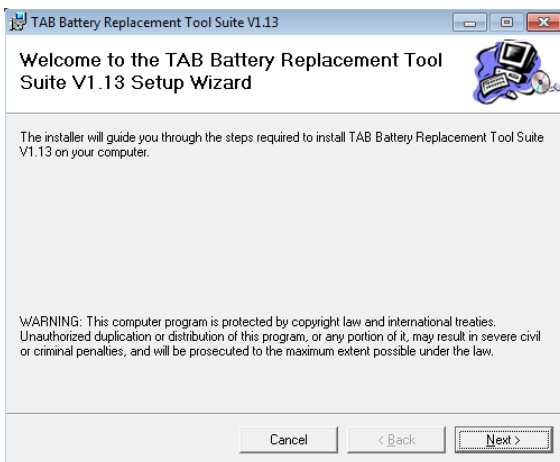 TAB Battery Replacement Tool Suite V1.13
Welcome to the TAB Battery Replacement Tool
Suite V1.13 Setup Wizard
The installer will guide you through the steps required to install TAB Battery Replacement Tool Suite
V1.13 on your computer.
WARNING: This computer program is protected by copyright law and international treaties.
Unauthorized duplication or distribution of this program, or any portion of it, may result in severe civil
or criminal penalties, and will be prosecuted to the maximum extent possible under the law.
Cancel
< Back
Next >